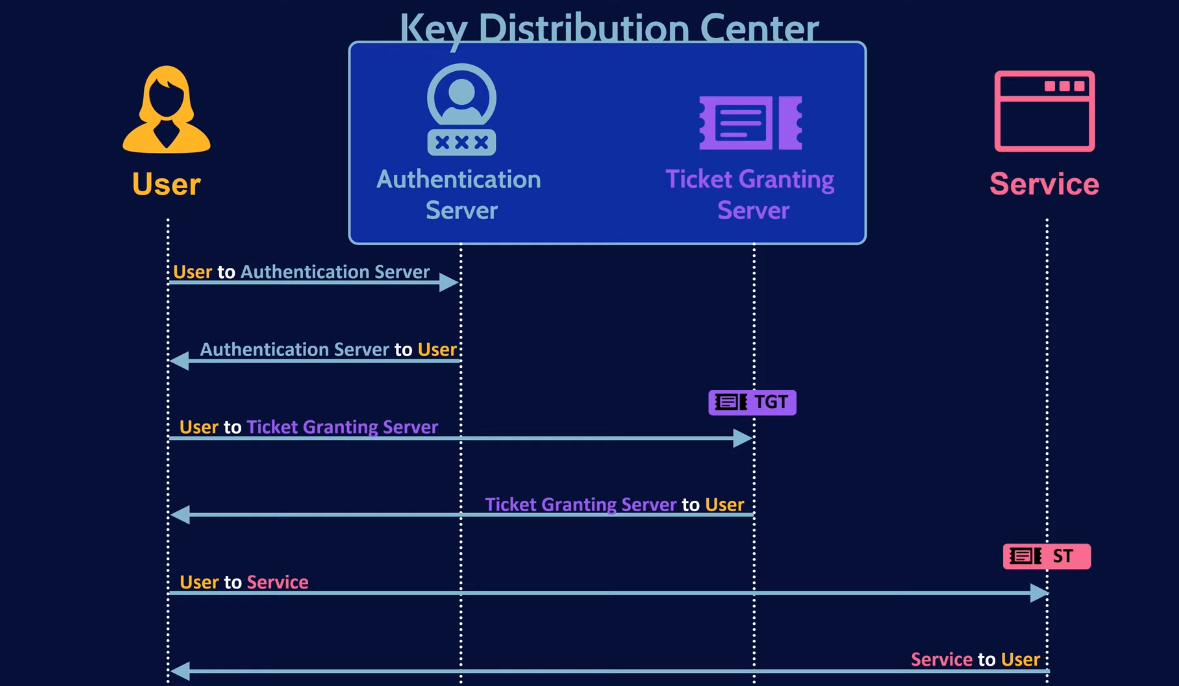 Key Distribution Center
User
Authentication
Server
Ticket Granting
Server
Service
User to Authentication Server
Authentication Server to User
TGT
User to Ticket Granting Server
Ticket Granting Server to User
ST
User to Service
Service to User